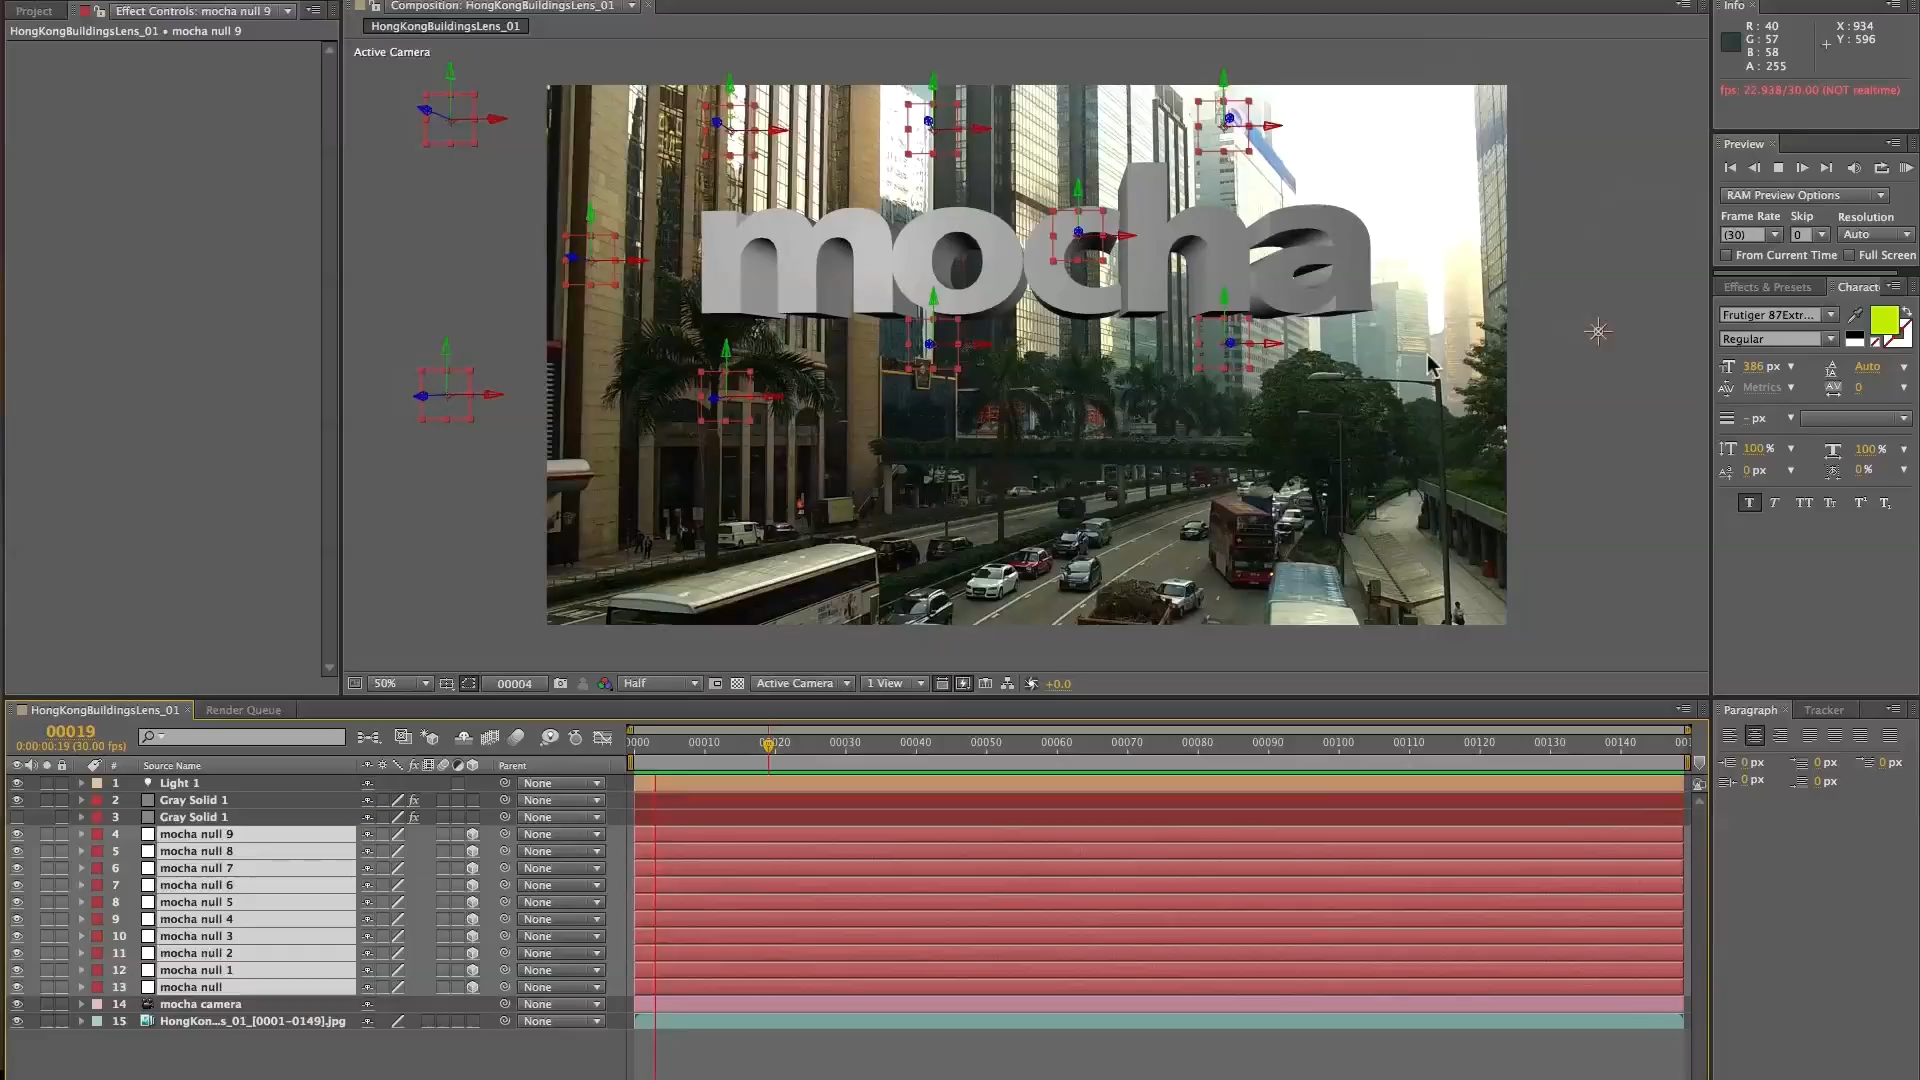 Project
Effect Controls: mocha null 9
HongKongBuildingsLens_01 • mocha null 9
Composition: HongKongBuildingsLens_01
HongKongBuildingsLens_01
Active Camera
mocha
50%
00004
Half
Active Camera
1 View
+0.0
Info
R: 40
G: 57
B: 58
A: 255
X: 934
Y: 596
fps: 22.938/30.00 (NOT realtime)
Preview
RAM Preview Options
Frame Rate Skip Resolution
(30) 0 Auto
From Current Time Full Screen
Effects & Presets Charact
Frutiger 87Extr...
Regular
386 px Auto
Metrics 0
- px
100% 100%
0 px 0%
T T TT Tr T¹ T₁
Paragraph Tracker
0 px 0 px 0 px
0 px 0 px
HongKongBuildingsLens_01 Render Queue
00019
0:00:00:19 (30.00 fps)
0000 00010 00020 00030 00040 00050 00060 00070 00080 00090 00100 00110 00120 00130 00140 001
# Source Name Parent
1 Light 1 None
2 Gray Solid 1 fx None
3 Gray Solid 1 fx None
4 mocha null 9 None
5 mocha null 8 None
6 mocha null 7 None
7 mocha null 6 None
8 mocha null 5 None
9 mocha null 4 None
10 mocha null 3 None
11 mocha null 2 None
12 mocha null 1 None
13 mocha null None
14 mocha camera None
15 HongKon...s_01_[0001-0149].jpg None